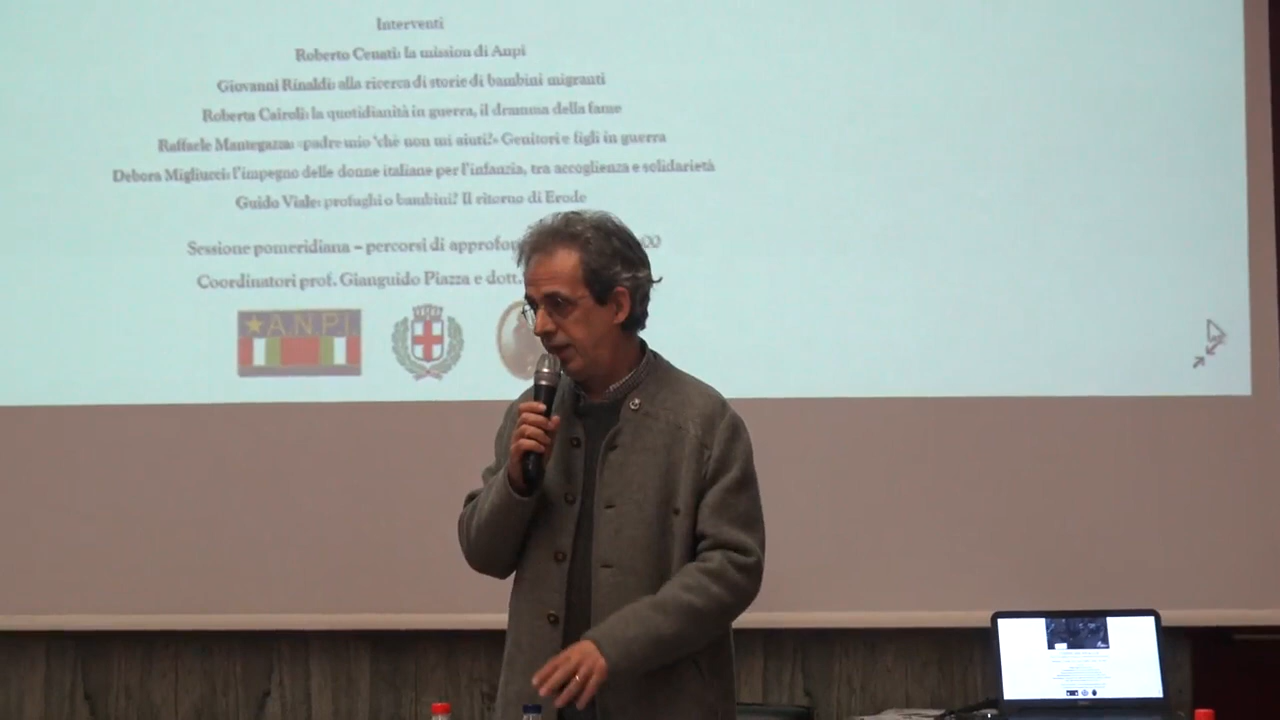 Interventi
Roberto Cenati: la mission di Anpi
Giovanni Rinaldi: alla ricerca di storie di bambini migranti
Roberta Cairoli: la quotidianità in guerra, il dramma della fame
Raffaele Mantegazza: «padre mio 'ché non mi aiuti?» Genitori e figli in guerra
Debora Migliucci: l'impegno delle donne italiane per l'infanzia, tra accoglienza e solidarietà
Guido Viale: profughi o bambini? Il ritorno di Erode
Sessione pomeridiana – percorsi di approfon 00
Coordinatori prof. Gianguido Piazza e dott.
A.N.P.I.